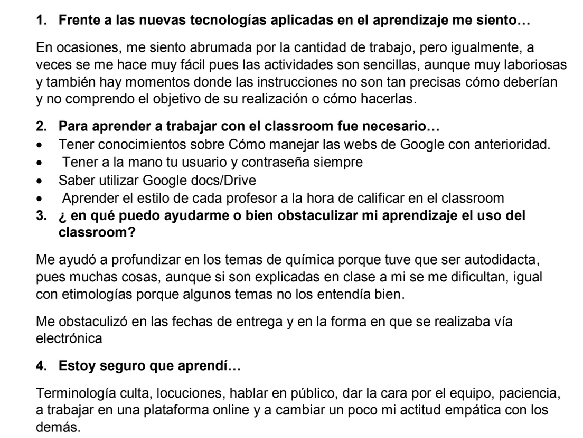 1. Frente a las nuevas tecnologías aplicadas en el aprendizaje me siento…
En ocasiones, me siento abrumada por la cantidad de trabajo, pero igualmente, a
veces se me hace muy fácil pues las actividades son sencillas, aunque muy laboriosas
y también hay momentos donde las instrucciones no son tan precisas cómo deberían
y no comprendo el objetivo de su realización o cómo hacerlas.
2. Para aprender a trabajar con el classroom fue necesario…
• Tener conocimientos sobre Cómo manejar las webs de Google con anterioridad.
• Tener a la mano tu usuario y contraseña siempre
• Saber utilizar Google docs/Drive
• Aprender el estilo de cada profesor a la hora de calificar en el classroom
3. ¿ en qué puedo ayudarme o bien obstaculizar mi aprendizaje el uso del
classroom?
Me ayudó a profundizar en los temas de química porque tuve que ser autodidacta,
pues muchas cosas, aunque si son explicadas en clase a mi se me dificultan, igual
con etimologías porque algunos temas no los entendía bien.
Me obstaculizó en las fechas de entrega y en la forma en que se realizaba vía
electrónica
4. Estoy seguro que aprendí…
Terminología culta, locuciones, hablar en público, dar la cara por el equipo, paciencia,
a trabajar en una plataforma online y a cambiar un poco mi actitud empática con los
demás.